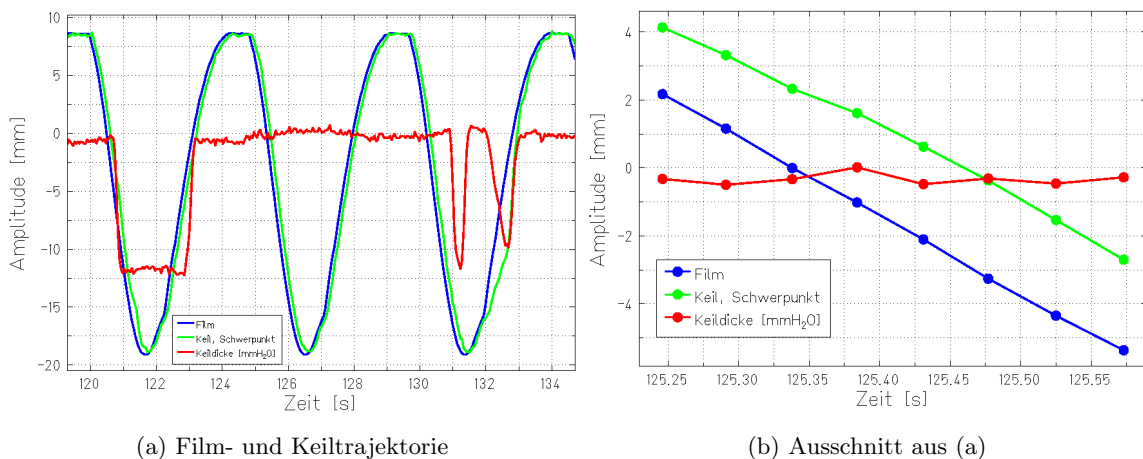 10
5
0
−5
−10
−15
−20
Amplitude [mm]
Film
Keil, Schwerpunkt
Keildicke [mmH₂O]
120 122 124 126 128 130 132 134
Zeit [s]
(a) Film- und Keiltrajektorie
4
2
0
−2
−4
Amplitude [mm]
Film
Keil, Schwerpunkt
Keildicke [mmH₂O]
125.25 125.30 125.35 125.40 125.45 125.50 125.55
Zeit [s]
(b) Ausschnitt aus (a)